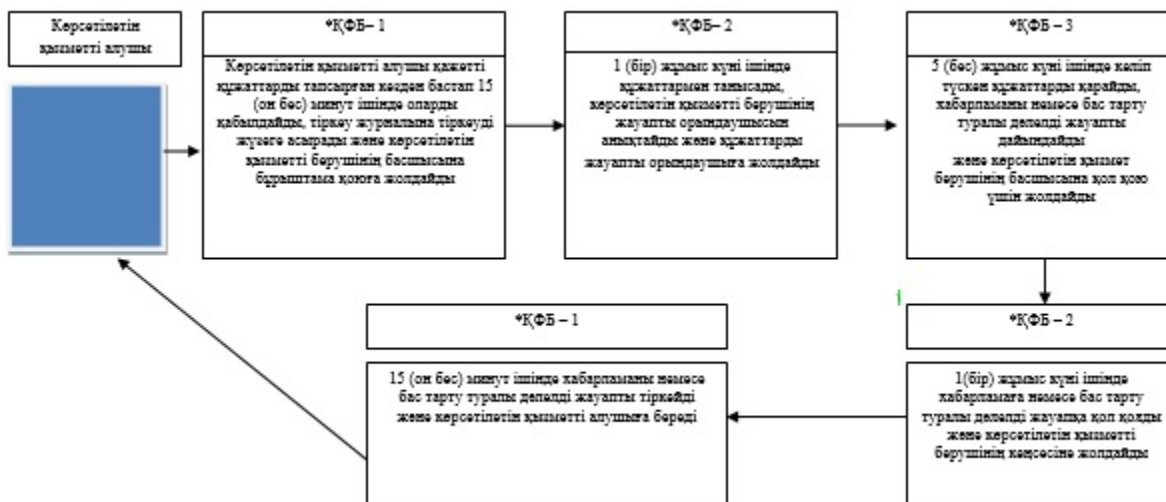 Көрсетілетін
қызметті алушы
*ҚФБ– 1
Көрсетілетін қызметті алушы қажетті
құжаттарды тапсырған кезден бастап 15
(он бес) минут ішінде оларды
қабылдайды, тіркеу журналына тіркеуді
жүзеге асырады және көрсетілетін
қызметті берушінің басшысына
бұрыштама қоюға жолдайды
*ҚФБ– 2
1 (бір) жұмыс күні ішінде
құжаттармен танысады,
көрсетілетін қызметті берушінің
жауапты орындаушысын
анықтайды және құжаттарды
жауапты орындаушыға жолдайды
*ҚФБ – 3
5 (бес) жұмыс күні ішінде келіп
түскен құжаттарды қарайды,
хабарламаны немесе бас тарту
туралы дәлелді жауапты
дайындайды
және көрсетілетін қызмет
берушінің басшысына қол қою
үшін жолдайды
*ҚФБ – 2
1(бір) жұмыс күні ішінде
хабарламаға немесе бас тарту
туралы дәлелді жауапқа қол қояды
және көрсетілетін қызметті
берушінің кеңсесіне жолдайды
*ҚФБ – 1
15 (он бес) минут ішінде хабарламаны немесе
бас тарту туралы дәлелді жауапты тіркейді
және көрсетілетін қызметті алушыға береді